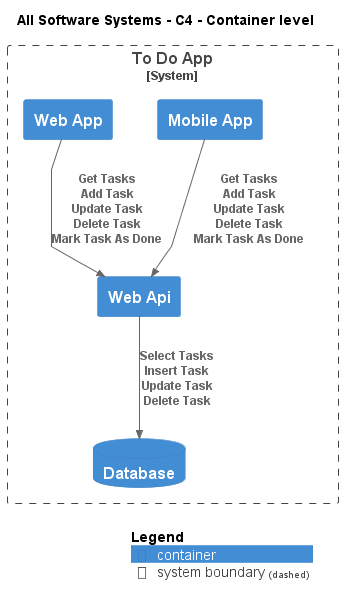 All Software Systems - C4 - Container level
To Do App
[System]
Web App
Mobile App
Get Tasks
Add Task
Update Task
Delete Task
Mark Task As Done
Get Tasks
Add Task
Update Task
Delete Task
Mark Task As Done
Web Api
Select Tasks
Insert Task
Update Task
Delete Task
Database
Legend
container
system boundary (dashed)